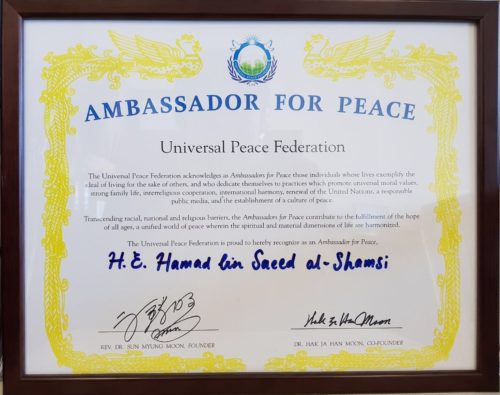 AMBASSADOR FOR PEACE
Universal Peace Federation
The Universal Peace Federation acknowledges as Ambassadors for Peace those individuals whose lives exemplify the
ideal of living for the sake of others, and who dedicate themselves to practices which promote universal moral values,
strong family life, interreligious cooperation, international harmony, renewal of the United Nations, a responsible
public media, and the establishment of a culture of peace.
Transcending racial, national and religious barriers, the Ambassadors for Peace contribute to the fulfillment of the hope
of all ages, a unified world of peace wherein the spiritual and material dimensions of life are harmonized.
The Universal Peace Federation is proud to hereby recognize as an Ambassador for Peace,
H.E. Hamad bin Saeed al-Shamsi
Hak Ja Han Moon
REV. DR. SUN MYUNG MOON, FOUNDER
DR. HAK JA HAN MOON, CO-FOUNDER